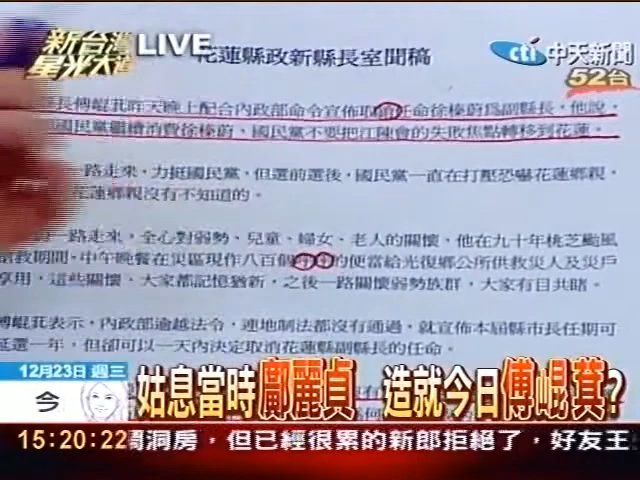 新台灣
星光大道
LIVE
cti 中天新聞
52台
花蓮縣政新縣長室聞稿
長傅崐萁昨天晚上配合內政部命令宣佈取 任命徐榛蔚為副縣長，他說，
國民黨繼續消費徐榛蔚，國民黨不要把江陳會的失敗焦點轉移到花蓮。
一路走來，力挺國民黨，但選前選後，國民黨一直在打壓恐嚇花蓮鄉親，
花蓮鄉親沒有不知道的。
一路走來，全心對弱勢、兒童、婦女、老人的關懷，他在九十年桃芝颱風
救期間，中午晚餐在災區現作八百個 的便當給光復鄉公所供救災人及災戶
享用，這些關懷、大家都記憶猶新，之後一路關懷弱勢族群，大家有目共睹。
傅崐萁表示，內政部逾越法令，連地制法都沒有通過，就宣佈本屆縣市長任期可
延選一年，但卻可以一天內決定取消花蓮縣副縣長的任命。
12月23日 週三
今
姑息當時鄺麗貞 造就今日傅崐萁?
15:20:22
洞房，但已經很累的新郎拒絕了，好友王